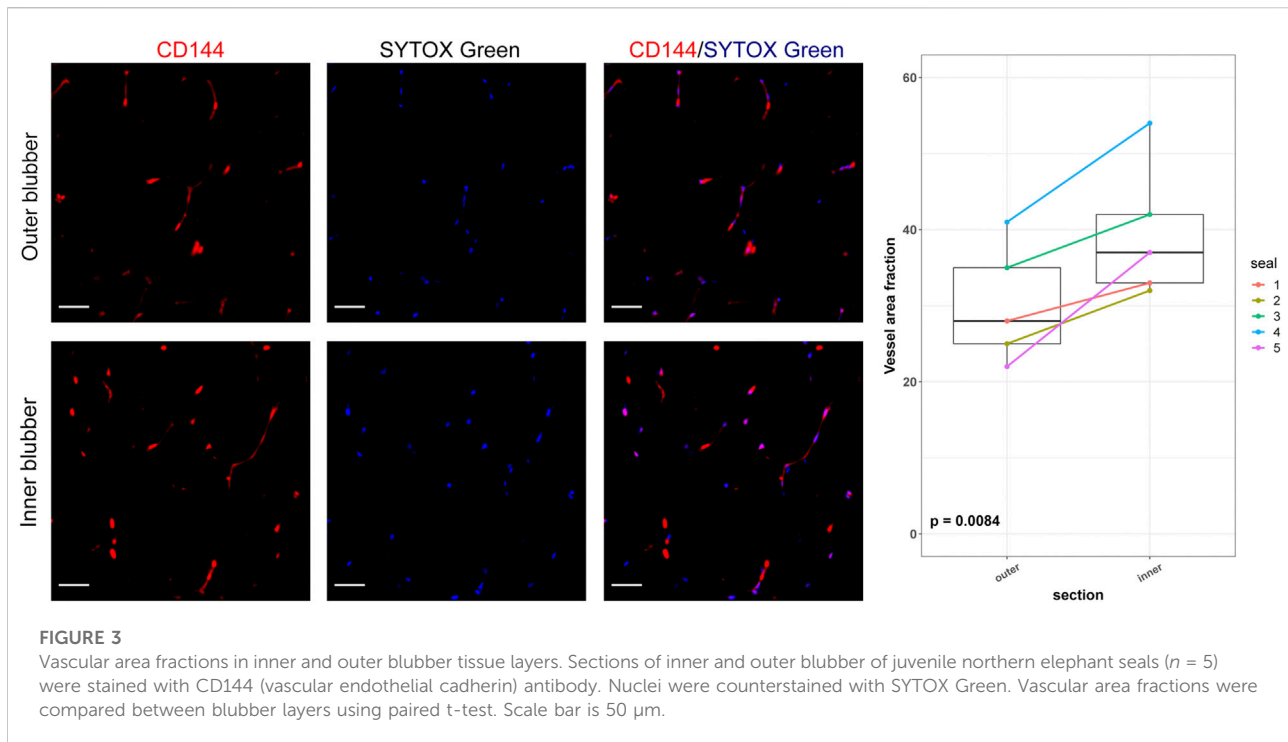 CD144
SYTOX Green
CD144/SYTOX Green
Outer blubber
Inner blubber
60
40
20
0
Vessel area fraction
p = 0.0084
outer
inner
section
seal
1
2
3
4
5
FIGURE 3
Vascular area fractions in inner and outer blubber tissue layers. Sections of inner and outer blubber of juvenile northern elephant seals (n = 5)
were stained with CD144 (vascular endothelial cadherin) antibody. Nuclei were counterstained with SYTOX Green. Vascular area fractions were
compared between blubber layers using paired t-test. Scale bar is 50 μm.